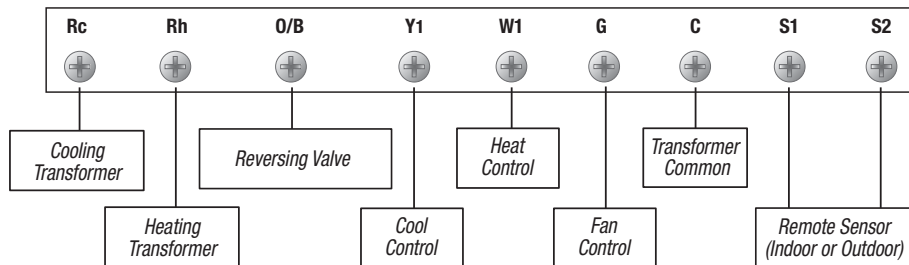 Rc Rh O/B Y1 W1 G C S1 S2
Cooling
Transformer
Reversing Valve
Heat
Control
Transformer
Common
Heating
Transformer
Cool
Control
Fan
Control
Remote Sensor
(Indoor or Outdoor)